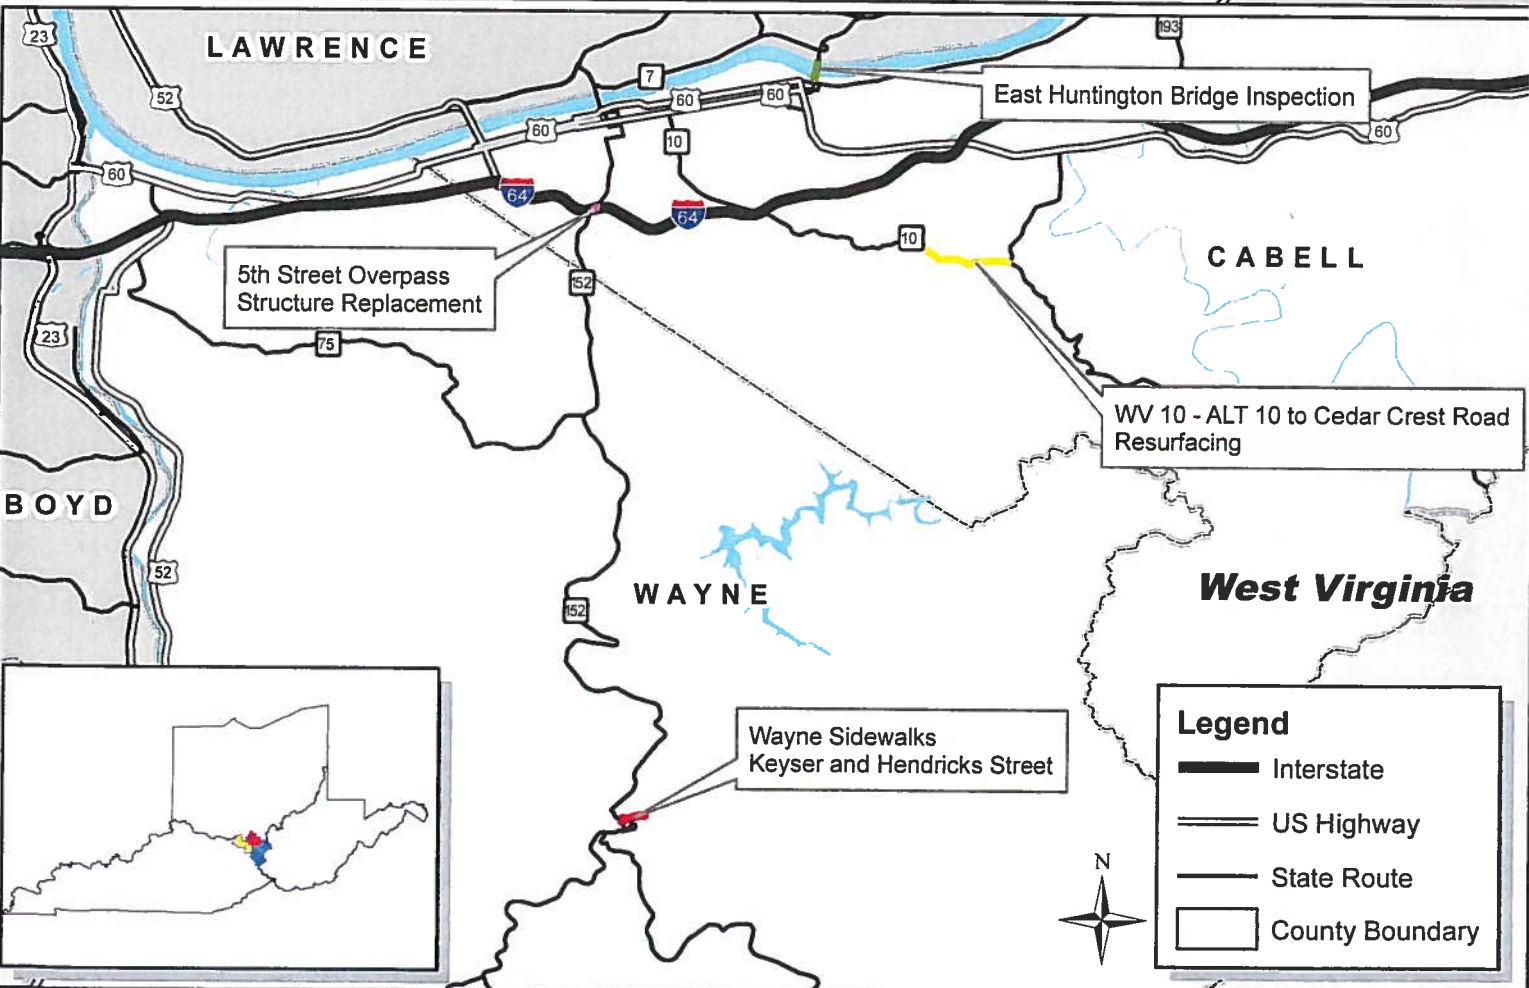 193
23
LAWRENCE
7
52
60
60
East Huntington Bridge Inspection
60
60
10
60
64
64
10
CABELL
5th Street Overpass
Structure Replacement
152
23
75
WV 10 - ALT 10 to Cedar Crest Road
Resurfacing
BOYD
52
WAYNE
West Virginia
152
Wayne Sidewalks
Keyser and Hendricks Street
Legend
Interstate
US Highway
State Route
County Boundary
N